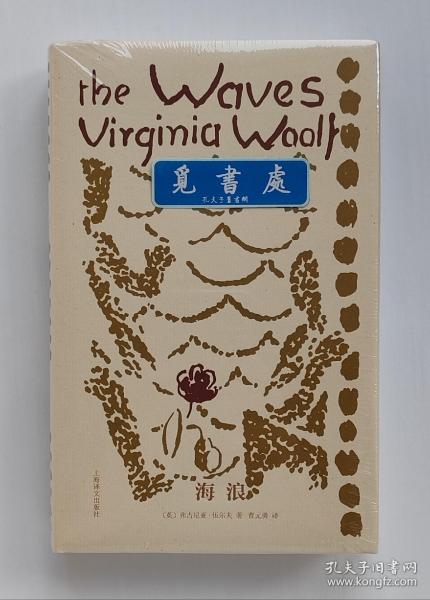 the Waves
Virginia Woolf
覓書處
孔夫子舊書網
海浪
〔英〕弗吉尼亚·伍尔夫 著 曹元勇 译
上海译文出版社
孔夫子旧书网
www.kongfz.com